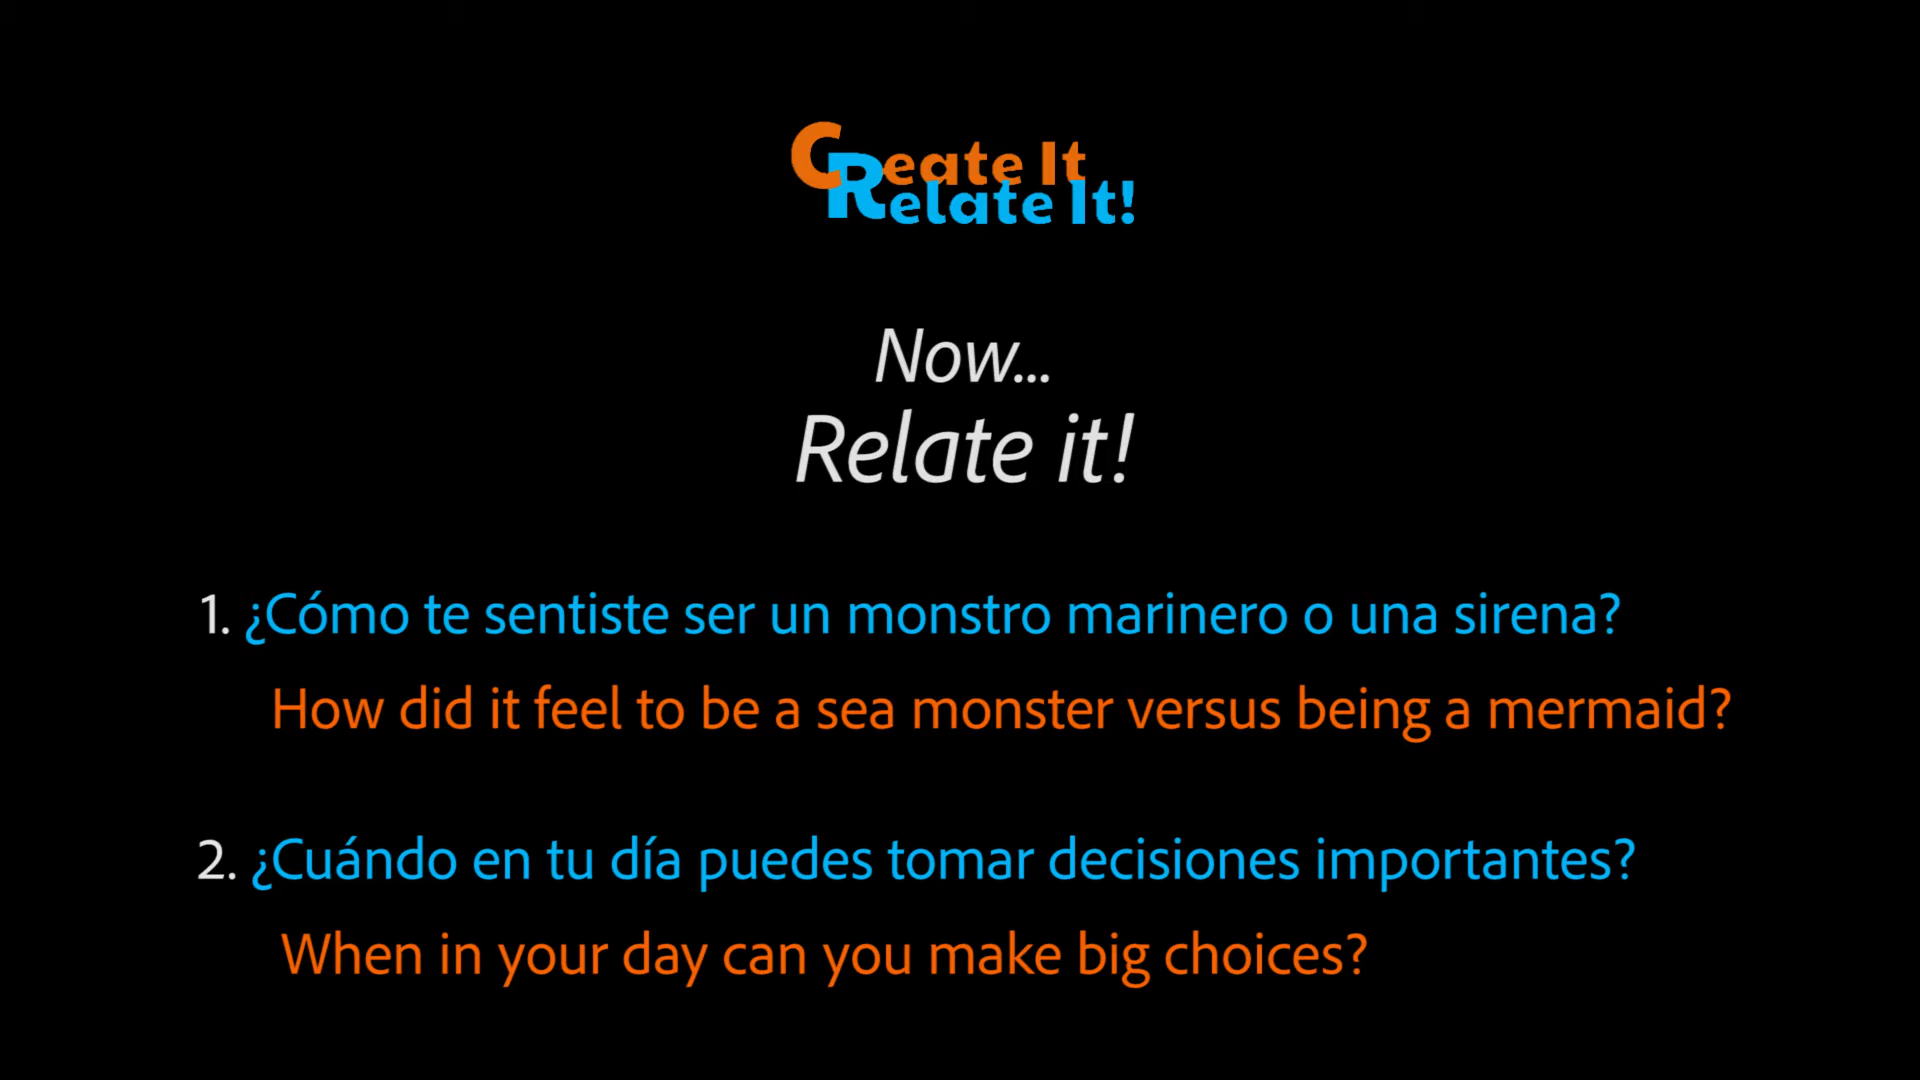 Create It
Relate It!
Now...
Relate it!
1. ¿Cómo te sentiste ser un monstro marinero o una sirena?
How did it feel to be a sea monster versus being a mermaid?
2. ¿Cuándo en tu día puedes tomar decisiones importantes?
When in your day can you make big choices?